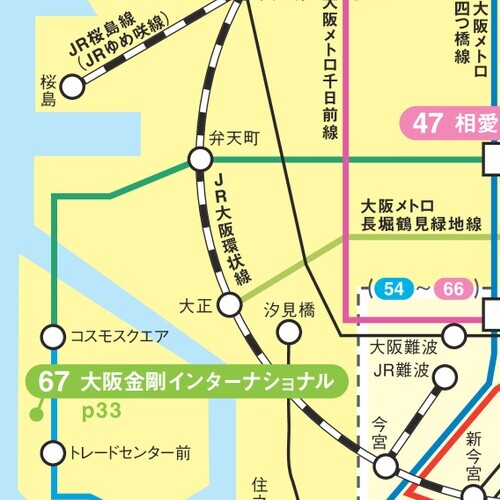 JR桜島線
(JRゆめ咲線)
桜島
大阪メトロ千日前線
大阪メトロ
四つ橋線
47 相愛
弁天町
JR大阪環状線
大阪メトロ
長堀鶴見緑地線
54 ～ 66
大正
汐見橋
コスモスクエア
大阪難波
JR難波
67 大阪金剛インターナショナル
p33
トレードセンター前
今宮
新今宮
住